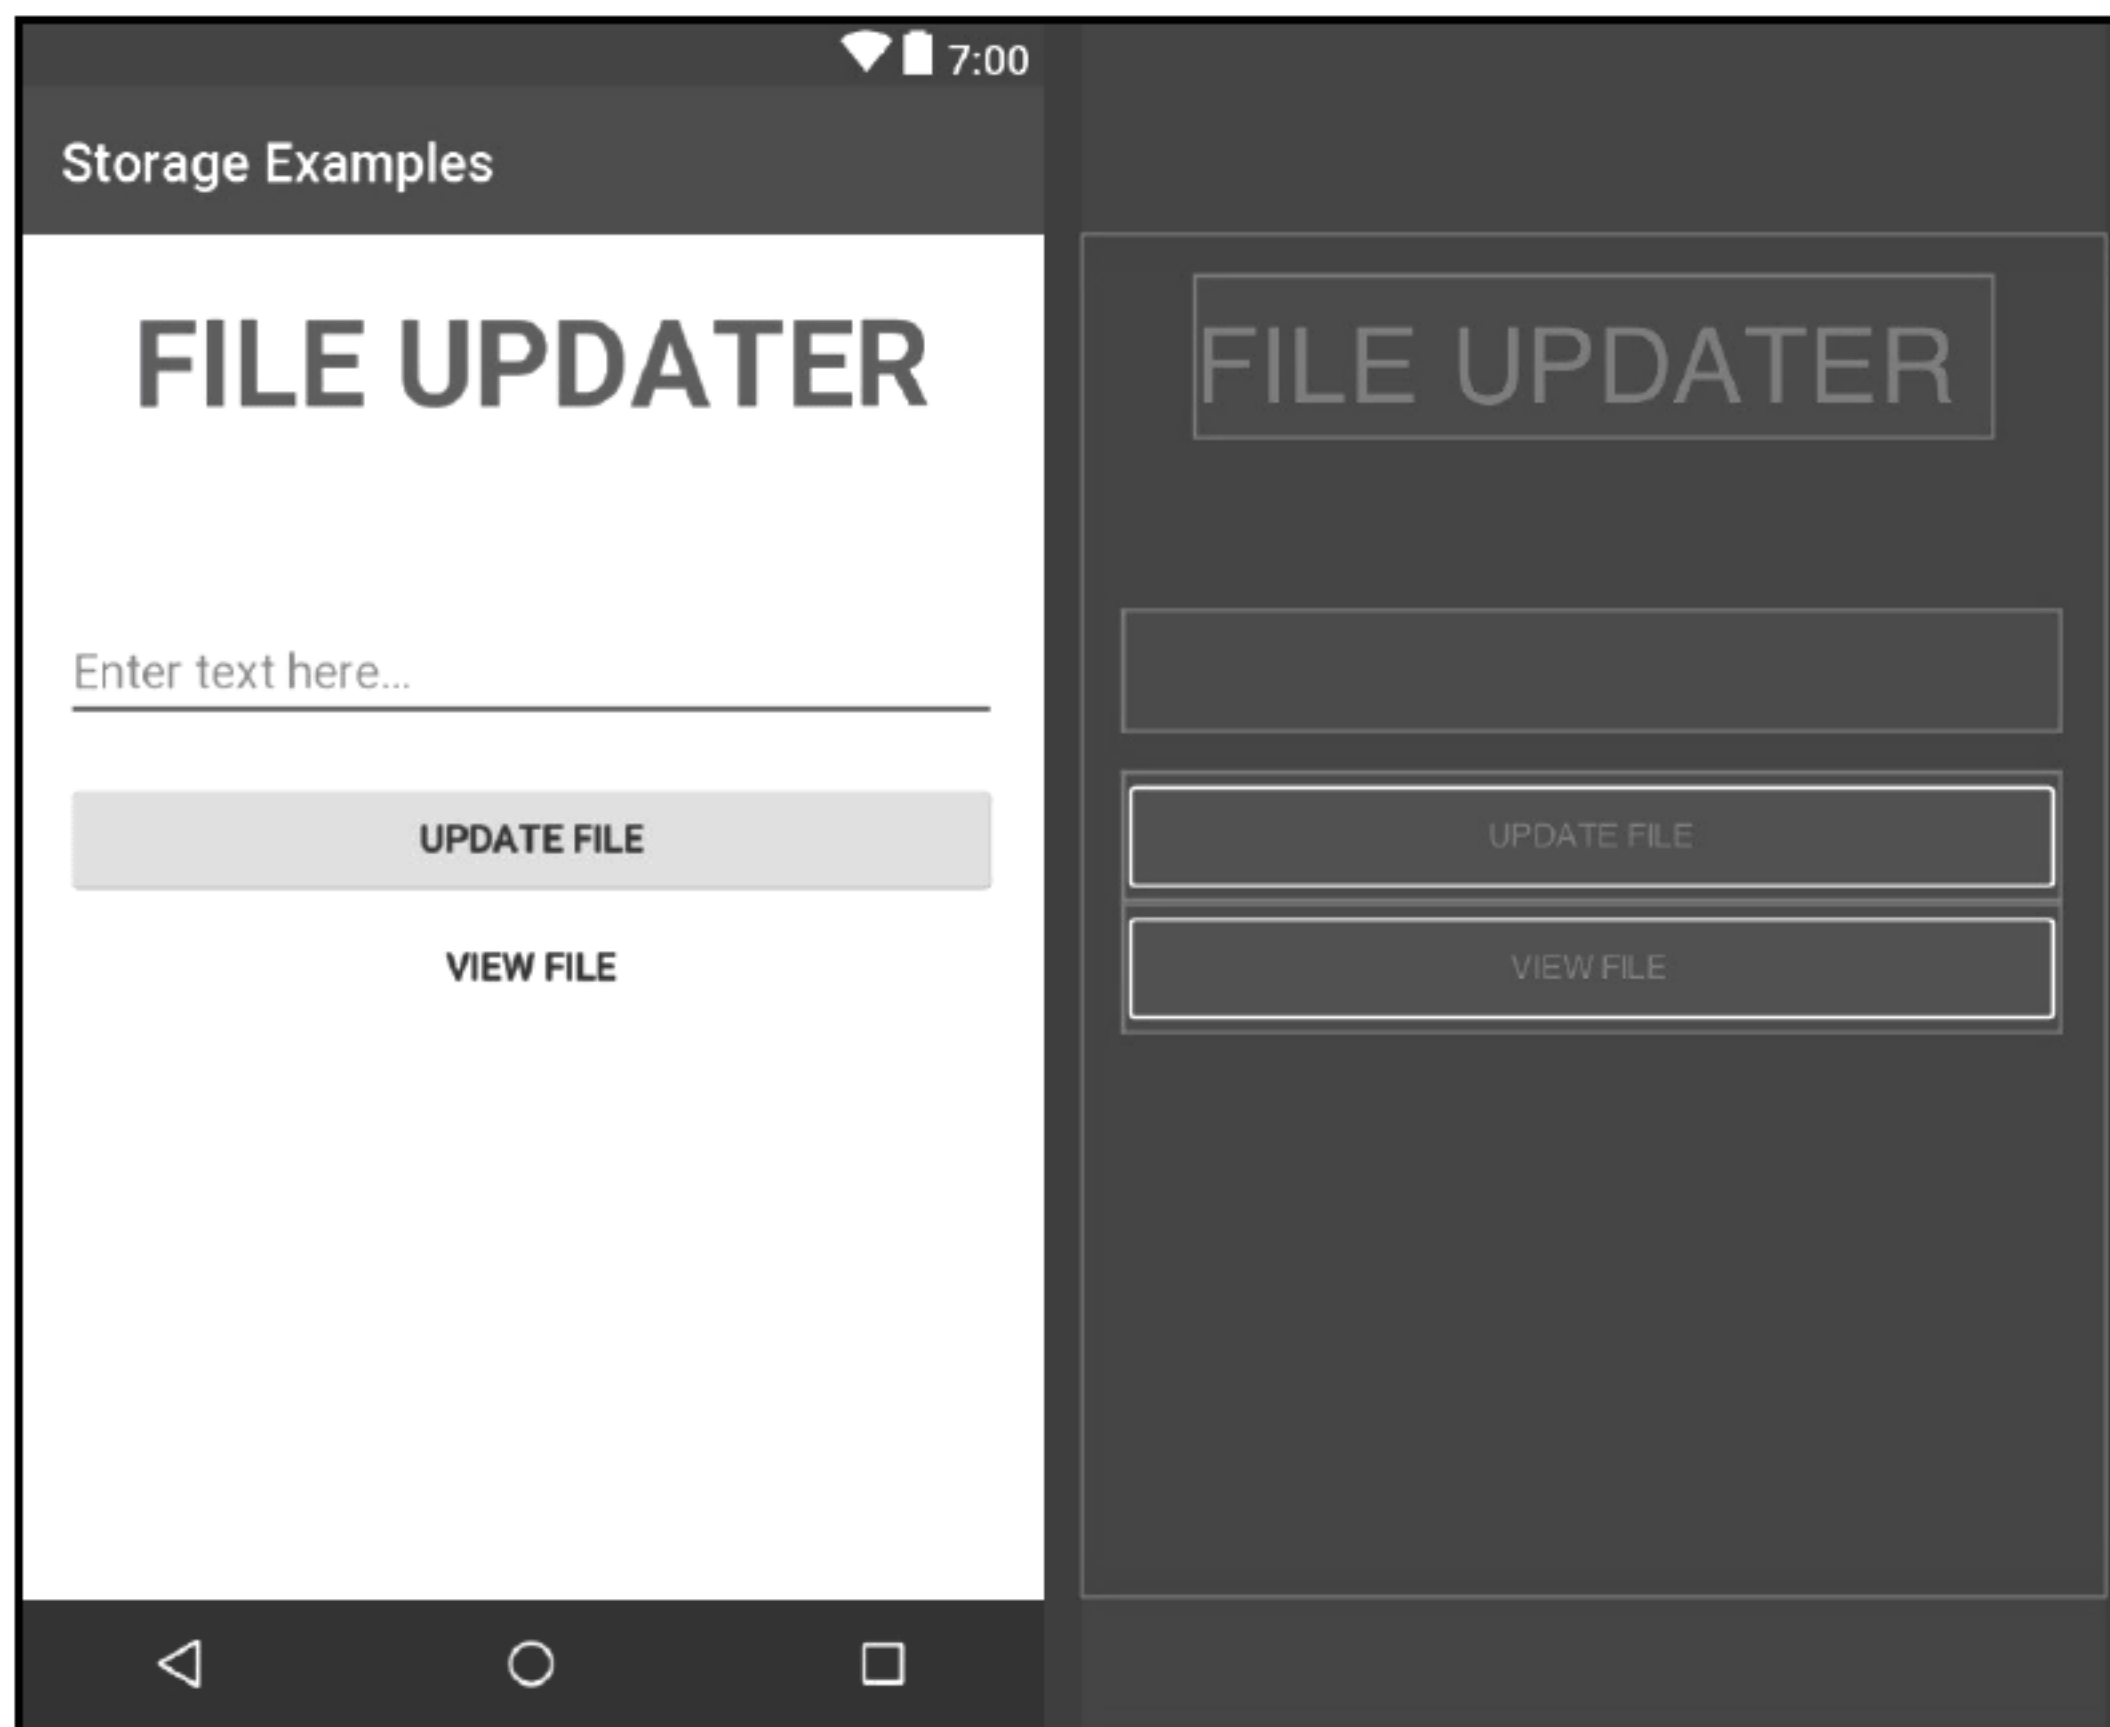 7:00
Storage Examples
FILE UPDATER
Enter text here...
UPDATE FILE
VIEW FILE
FILE UPDATER
UPDATE FILE
VIEW FILE